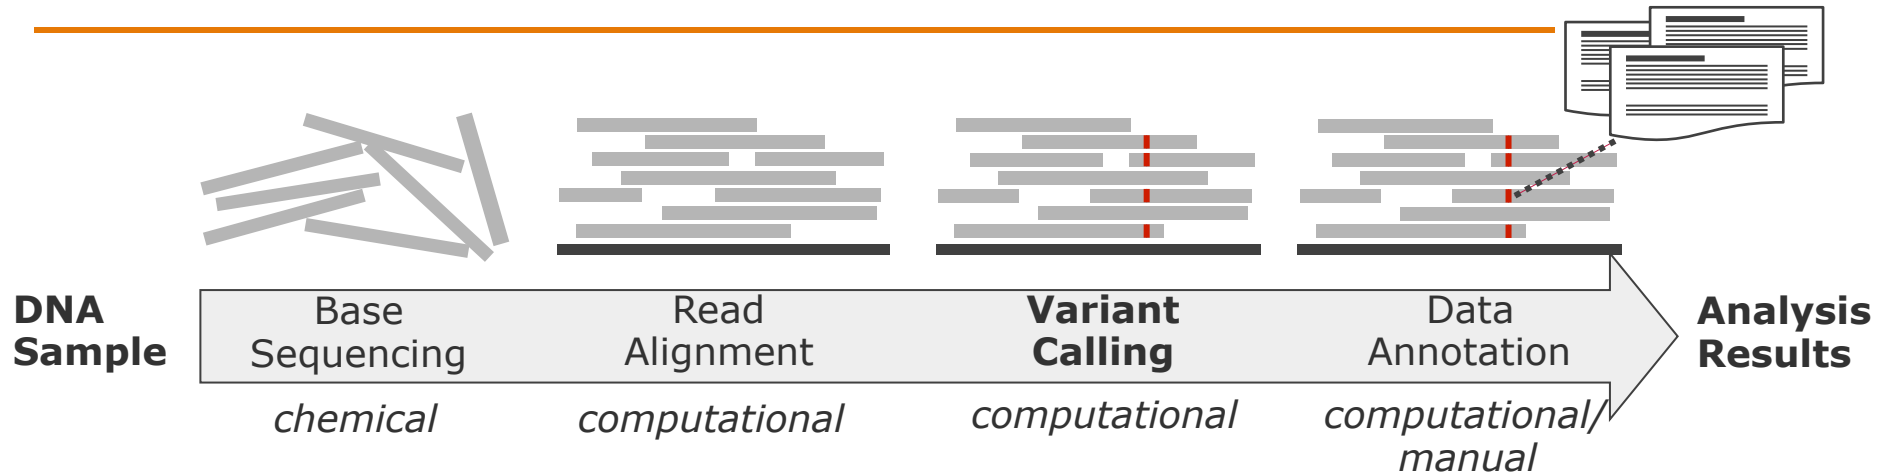 DNA
Sample
Base
Sequencing
chemical
Read
Alignment
computational
Variant
Calling
computational
Data
Annotation
computational/
manual
Analysis
Results